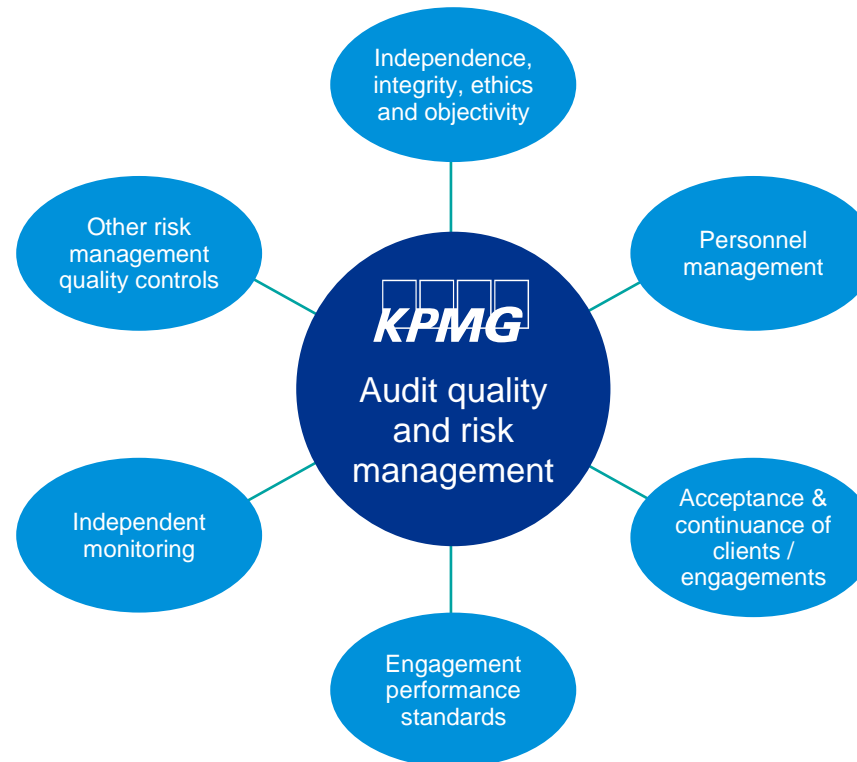 Independence,
integrity, ethics
and objectivity
Other risk
management
quality controls
Personnel
management
KPMG
Audit quality
and risk
management
Independent
monitoring
Acceptance &
continuance of
clients /
engagements
Engagement
performance
standards